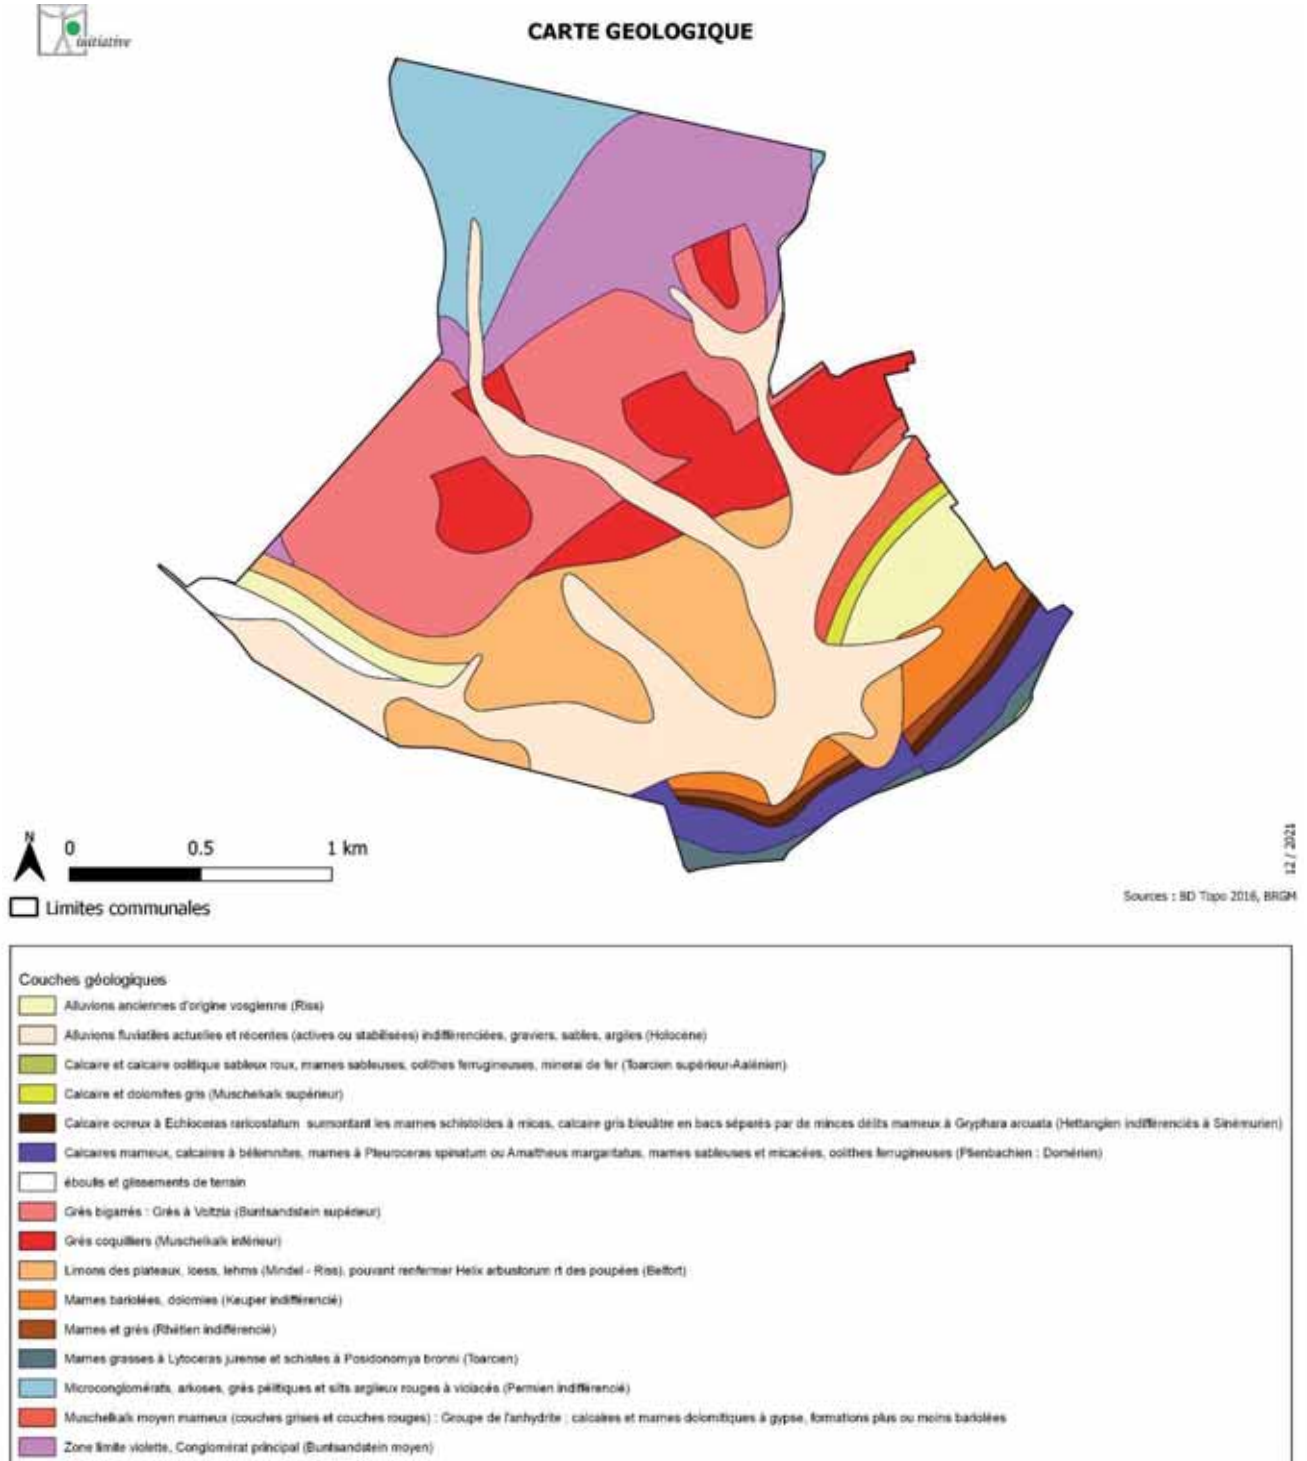 initiative
CARTE GEOLOGIQUE
N
0 0.5 1 km
Limites communales
12 / 2021
Sources : BD Topo 2016, BRGM
Couches géologiques
Alluvions anciennes d'origine vosgienne (Riss)
Alluvions fluviatiles actuelles et récentes (actives ou stabilisées) indifférenciées, graviers, sables, argiles (Holocène)
Calcaire et calcaire oolitique sableux roux, marnes sableuses, oolithes ferrugineuses, minerai de fer (Toarcien supérieur-Aalénien)
Calcaire et dolomites gris (Muschelkalk supérieur)
Calcaire ocreux à Echioceras raricostatum surmontant les marnes schistoïdes à micas, calcaire gris bleuâtre en bacs séparés par de minces délits marneux à Gryphara arcuata (Hettangien indifférenciés à Sinémurien)
Calcaires marneux, calcaires à bélemnites, marnes à Pleuroceras spinatum ou Amaltheus margaritatus, marnes sableuses et micacées, oolithes ferrugineuses (Plienbachien : Domérien)
éboulis et glissements de terrain
Grès bigarrés : Grès à Voltzia (Buntsandstein supérieur)
Grès coquilliers (Muschelkalk inférieur)
Limons des plateaux, loess, lehms (Mindel - Riss), pouvant renfermer Helix arbustorum rt des poupées (Belfort)
Marnes bariolées, dolomies (Keuper indifférencié)
Marnes et grès (Rhétien indifférencié)
Marnes grasses à Lytoceras jurense et schistes à Posidonomya bronni (Toarcien)
Microconglomérats, arkoses, grès pélitiques et silts argileux rouges à violacés (Permien indifférencié)
Muschelkalk moyen marneux (couches grises et couches rouges) : Groupe de l'anhydrite : calcaires et marnes dolomitiques à gypse, formations plus ou moins bariolées
Zone limite violette, Conglomérat principal (Buntsandstein moyen)